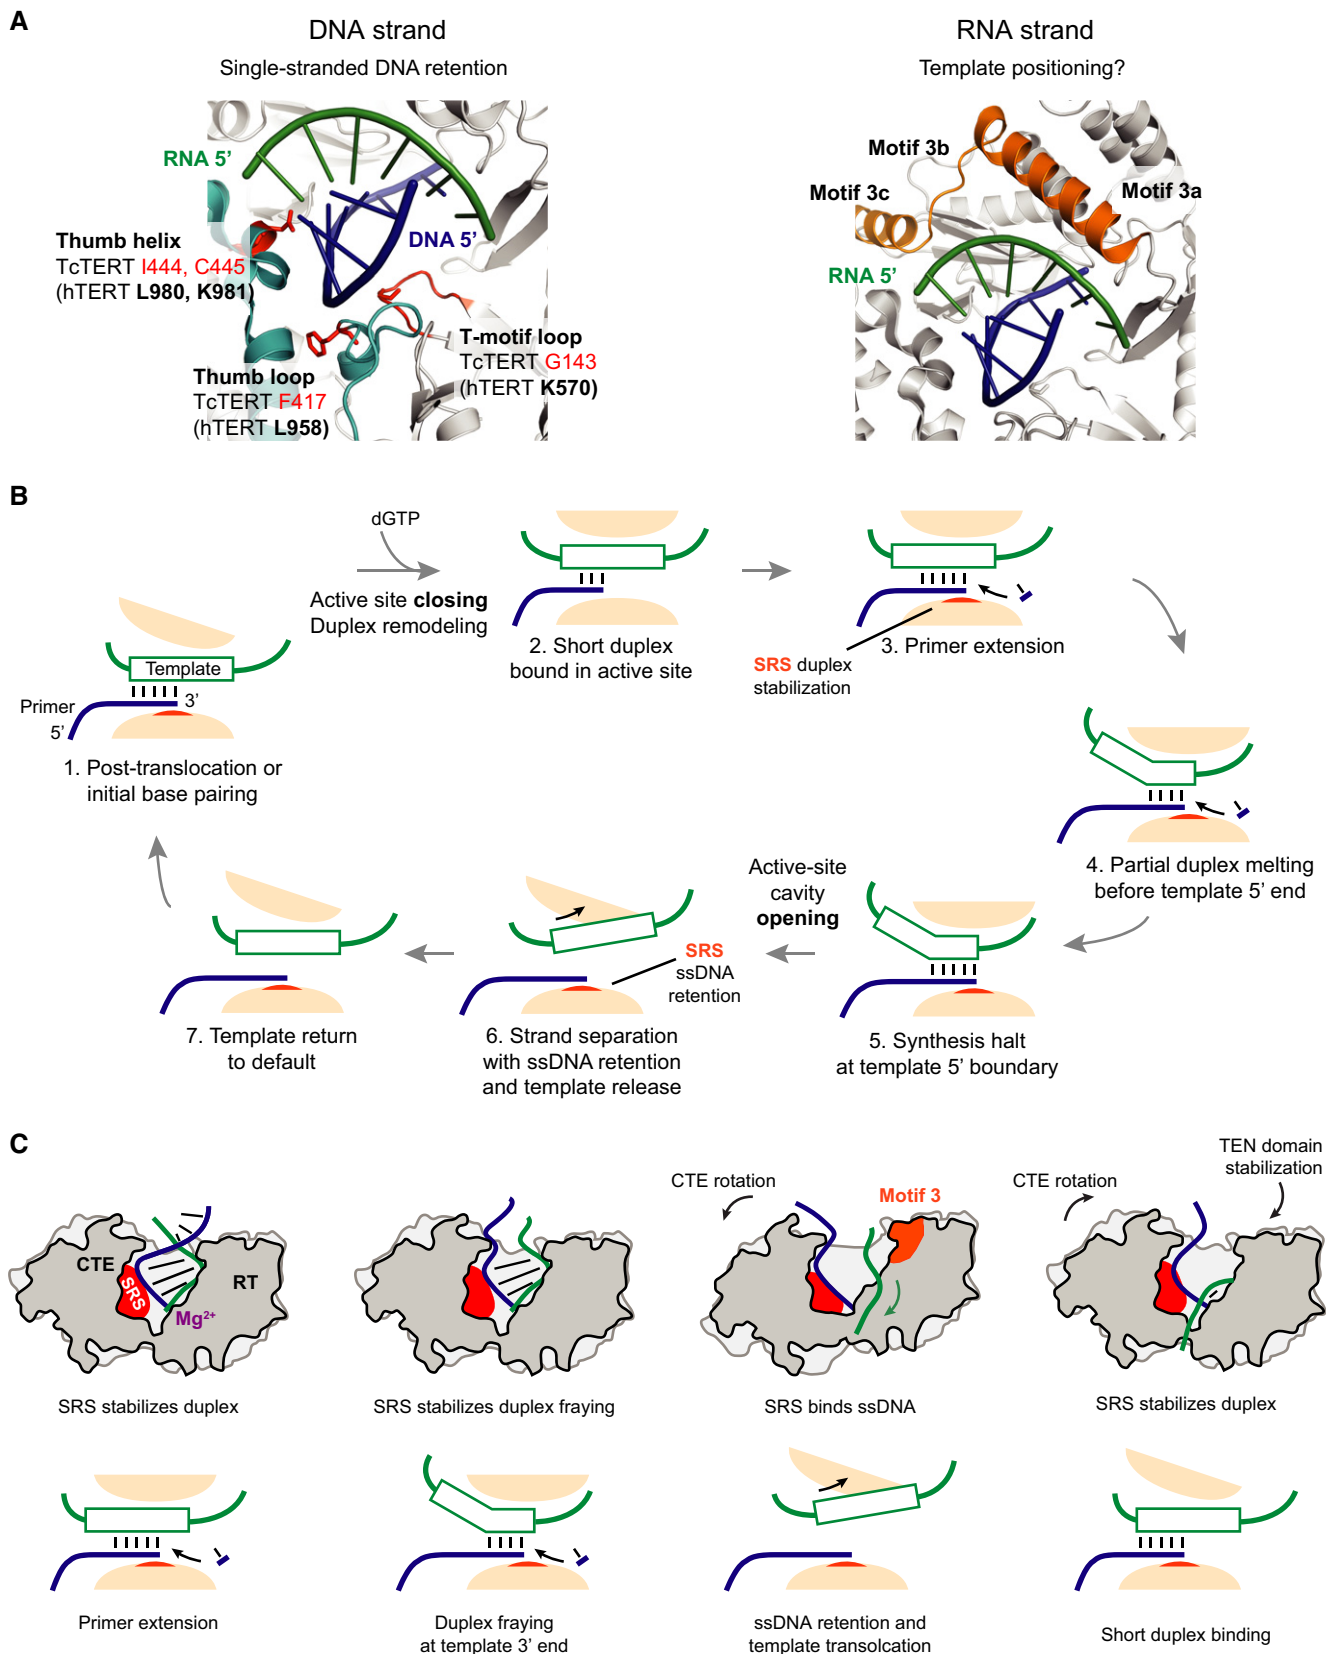 A
DNA strand
Single-stranded DNA retention
RNA 5’
DNA 5’
Thumb helix
TcTERT I444, C445
(hTERT L980, K981)
Thumb loop
TcTERT F417
(hTERT L958)
T-motif loop
TcTERT G143
(hTERT K570)
RNA strand
Template positioning?
Motif 3b
Motif 3c
Motif 3a
RNA 5’
B
Template
Primer
3’
5’
1. Post-translocation or
initial base pairing
dGTP
Active site closing
Duplex remodeling
2. Short duplex
bound in active site
3. Primer extension
SRS duplex
stabilization
4. Partial duplex melting
before template 5’ end
5. Synthesis halt
at template 5’ boundary
Active-site
cavity
opening
SRS
ssDNA
retention
6. Strand separation
with ssDNA retention
and template release
7. Template return
to default
C
CTE
SRS
RT
Mg2+
SRS stabilizes duplex
SRS stabilizes duplex fraying
CTE rotation
Motif 3
SRS binds ssDNA
CTE rotation
TEN domain
stabilization
SRS stabilizes duplex
Primer extension
Duplex fraying
at template 3’ end
ssDNA retention and
template transolcation
Short duplex binding